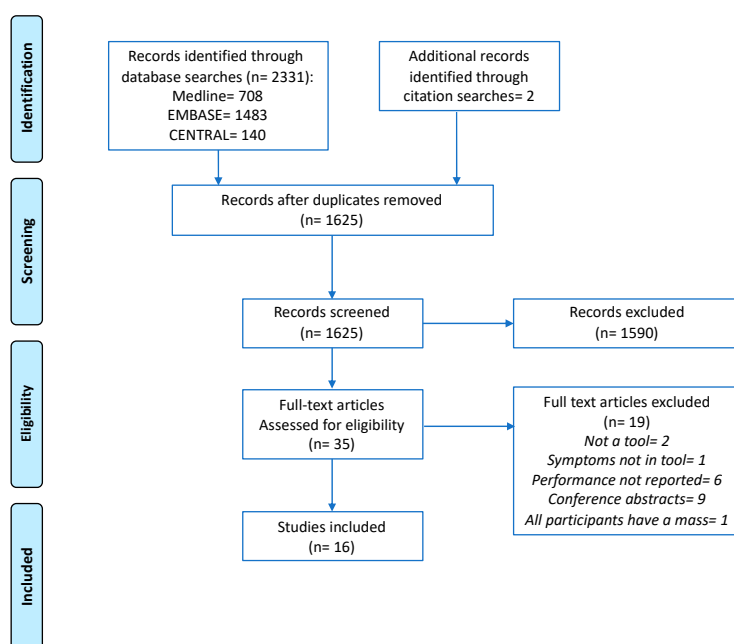 Identification
Records identified through
database searches (n= 2331):
Medline= 708
EMBASE= 1483
CENTRAL= 140
Additional records
identified through
citation searches= 2
Screening
Records after duplicates removed
(n= 1625)
Records screened
(n= 1625)
Records excluded
(n= 1590)
Eligibility
Full-text articles
Assessed for eligibility
(n= 35)
Full text articles excluded
(n= 19)
Not a tool= 2
Symptoms not in tool= 1
Performance not reported= 6
Conference abstracts= 9
All participants have a mass= 1
Included
Studies included
(n= 16)